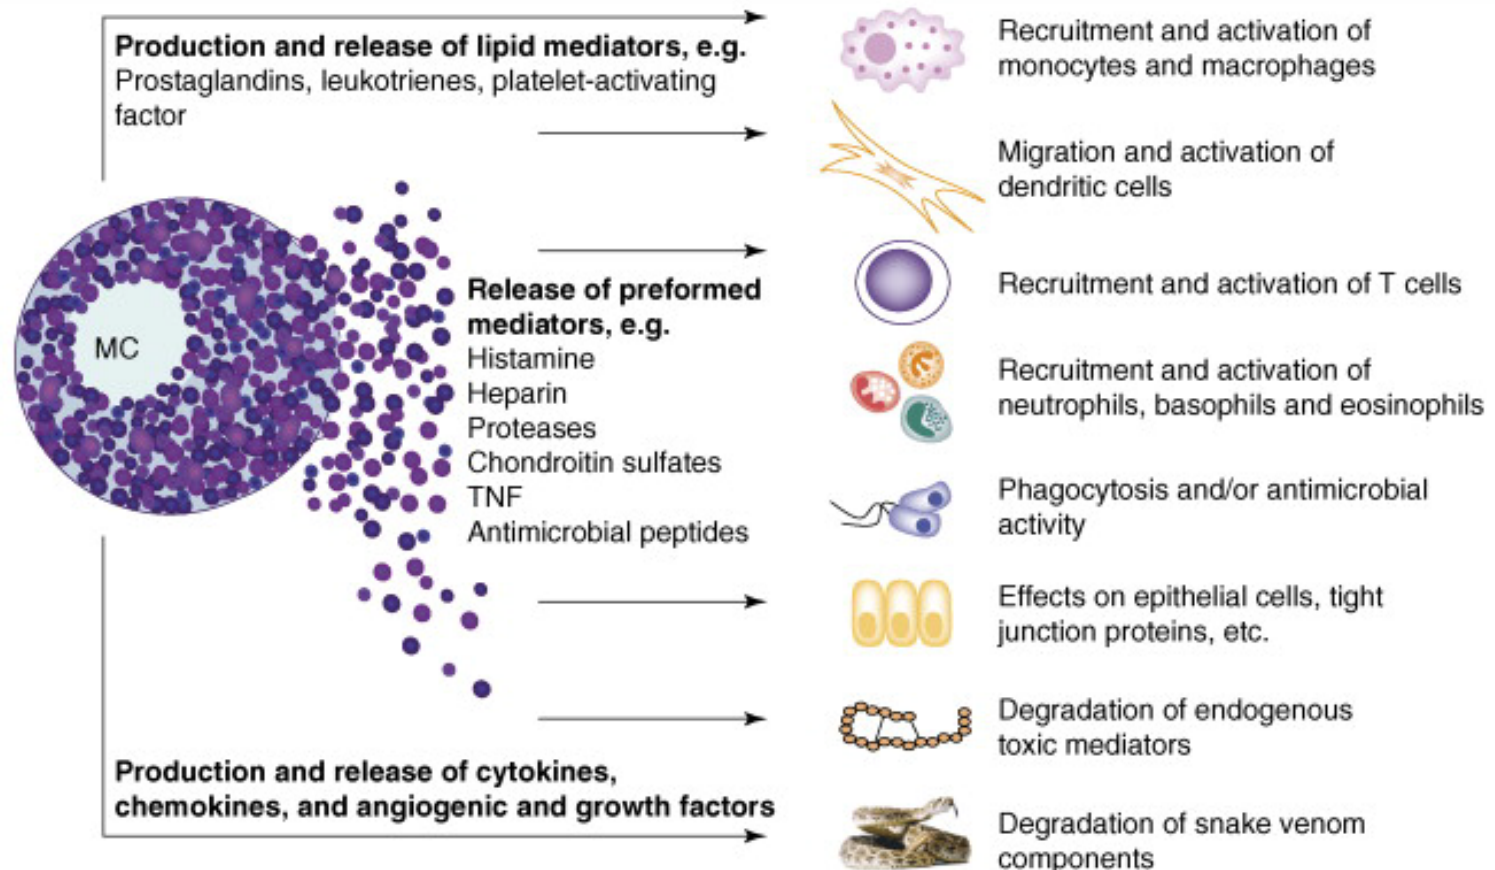 Production and release of lipid mediators, e.g.
Prostaglandins, leukotrienes, platelet-activating
factor
MC
Release of preformed
mediators, e.g.
Histamine
Heparin
Proteases
Chondroitin sulfates
TNF
Antimicrobial peptides
Production and release of cytokines,
chemokines, and angiogenic and growth factors
Recruitment and activation of
monocytes and macrophages
Migration and activation of
dendritic cells
Recruitment and activation of T cells
Recruitment and activation of
neutrophils, basophils and eosinophils
Phagocytosis and/or antimicrobial
activity
Effects on epithelial cells, tight
junction proteins, etc.
Degradation of endogenous
toxic mediators
Degradation of snake venom
components